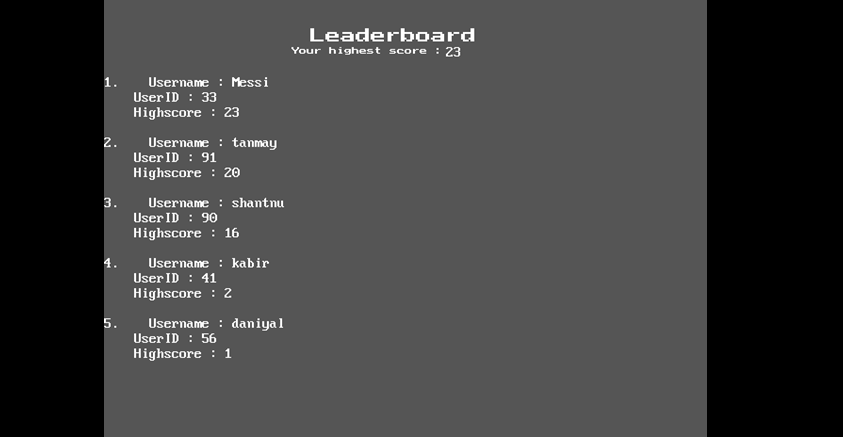 Leaderboard
Your highest score : 23
1. Username : Messi
UserID : 33
Highscore : 23
2. Username : tanmay
UserID : 91
Highscore : 20
3. Username : shantnu
UserID : 90
Highscore : 16
4. Username : kabir
UserID : 41
Highscore : 2
5. Username : daniyal
UserID : 56
Highscore : 1